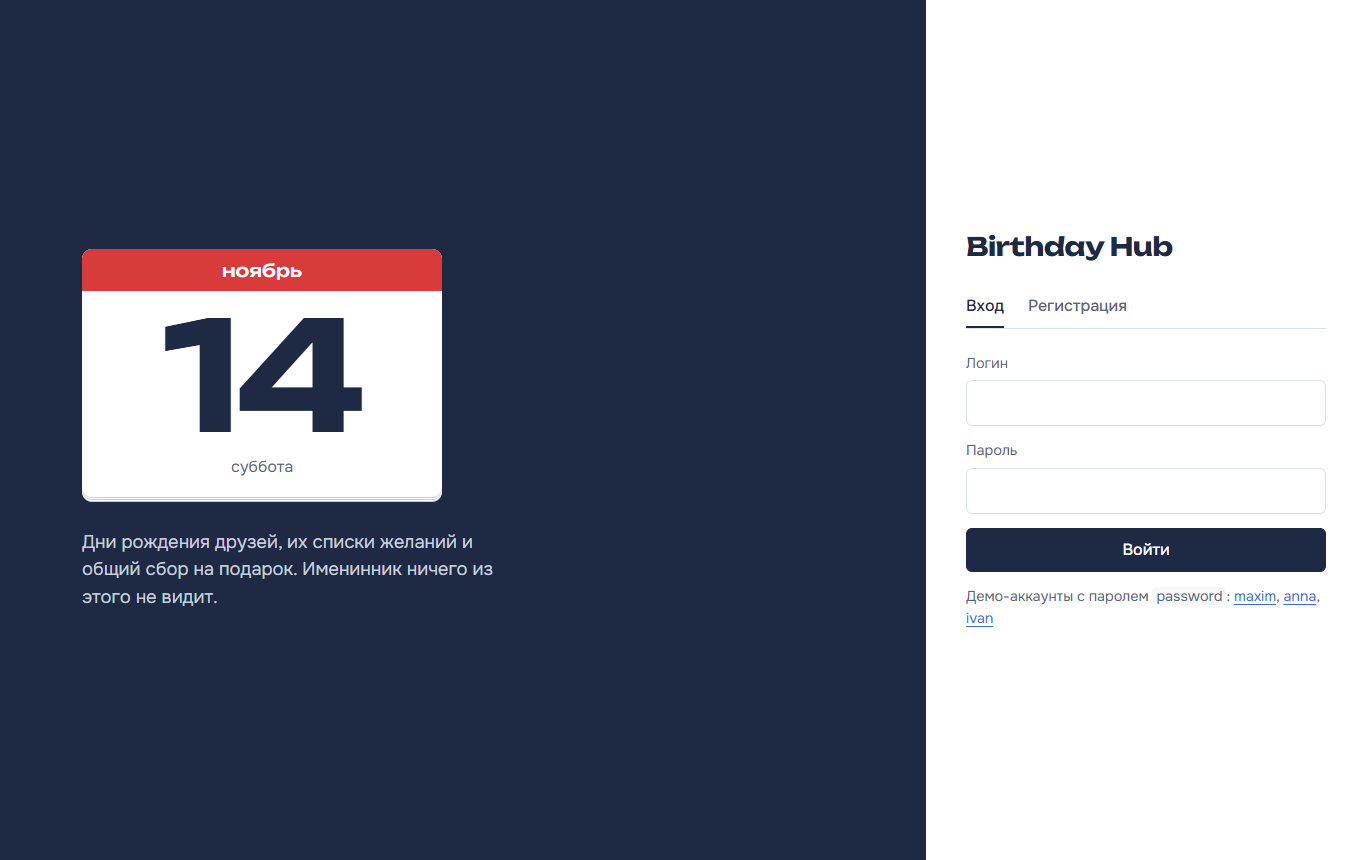 ноябрь
14
суббота
Дни рождения друзей, их списки желаний и
общий сбор на подарок. Именинник ничего из
этого не видит.
Birthday Hub
Вход Регистрация
Логин
Пароль
Войти
Демо-аккаунты с паролем password: maxim, anna,
ivan